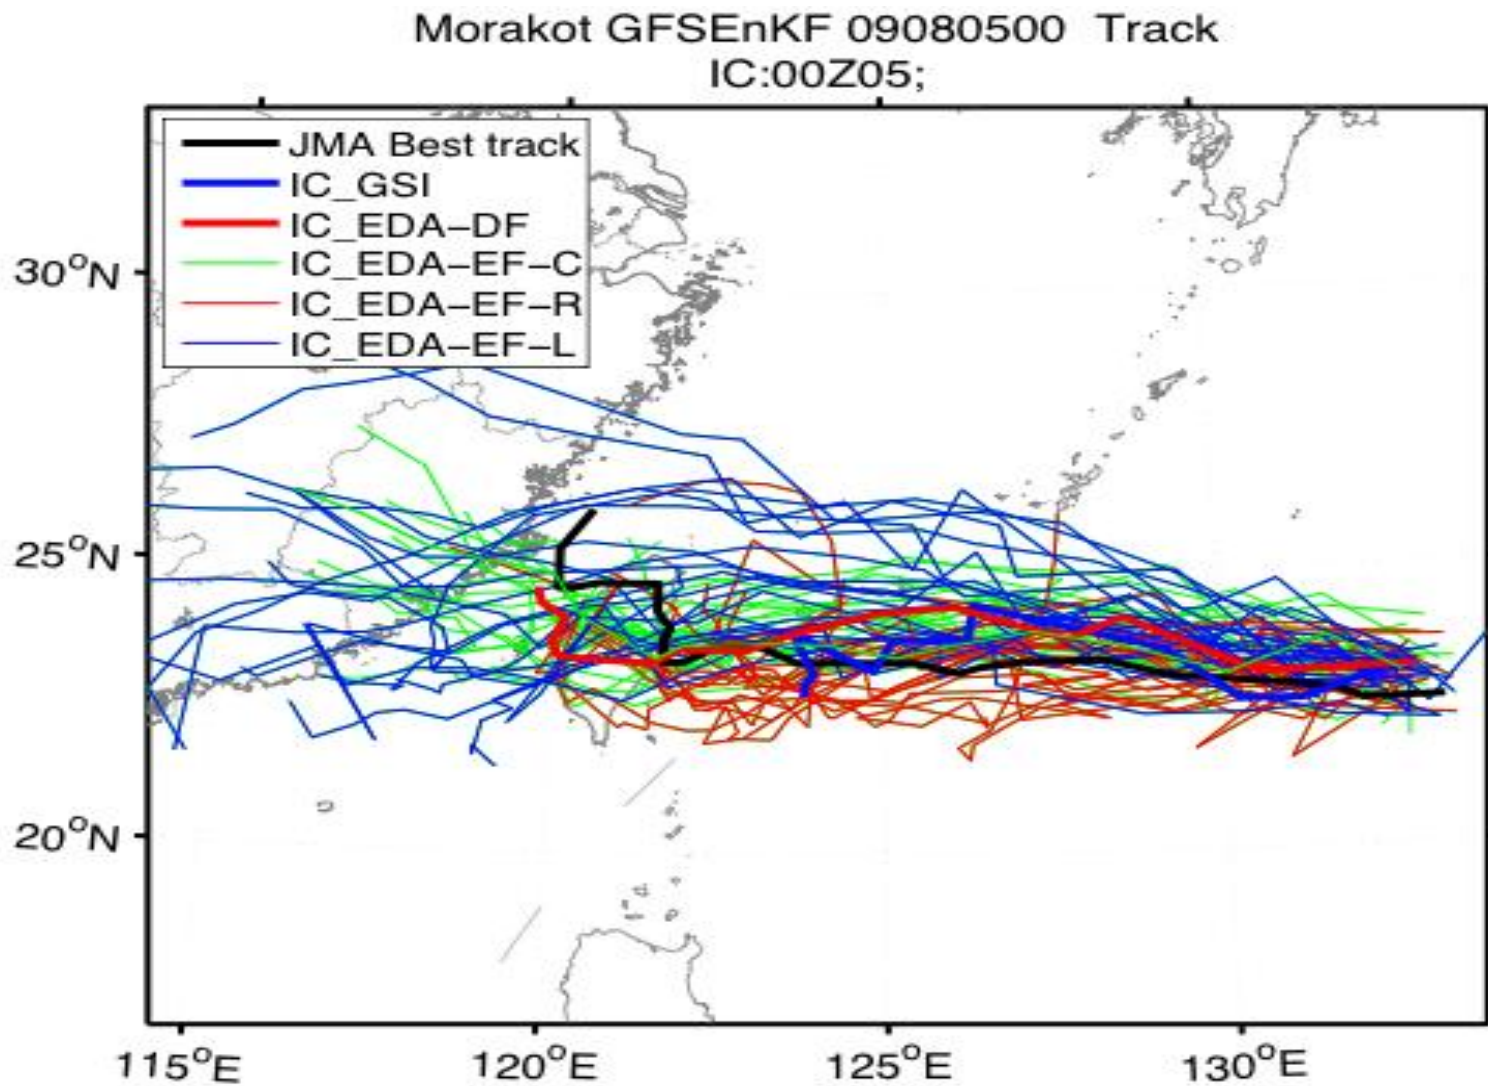 Morakot GFSEnKF 09080500  Track
IC:00Z05;
JMA Best track
IC_GSI
IC_EDA-DF
IC_EDA-EF-C
IC_EDA-EF-R
IC_EDA-EF-L
30°N
25°N
20°N
115°E 120°E 125°E 130°E